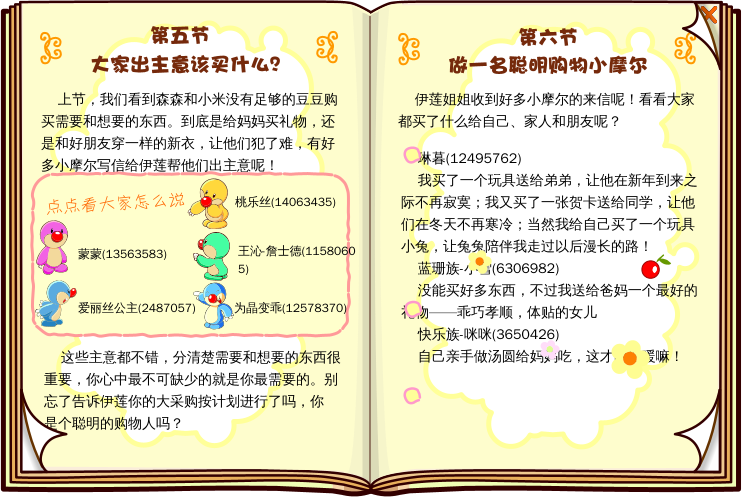 第五节
大家出主意该买什么？
上节，我们看到森森和小米没有足够的豆豆购
买需要和想要的东西。到底是给妈妈买礼物，还
是和好朋友穿一样的新衣，让他们犯了难，有好
多小摩尔写信给伊莲帮他们出主意呢！
点点看大家怎么说
桃乐丝(14063435)
蒙蒙(13563583)
王沁-詹士德(1158060
5)
爱丽丝公主(2487057)
为晶变乖(12578370)
这些主意都不错，分清楚需要和想要的东西很
重要，你心中最不可缺少的就是你最需要的。别
忘了告诉伊莲你的大采购按计划进行了吗，你
是个聪明的购物人吗？
第六节
做一名聪明购物小摩尔
伊莲姐姐收到好多小摩尔的来信呢！看看大家
都买了什么给自己、家人和朋友呢？
琳暮(12495762)
我买了一个玩具送给弟弟，让他在新年到来之
际不再寂寞；我又买了一张贺卡送给同学，让他
们在冬天不再寒冷；当然我给自己买了一个玩具
小兔，让兔兔陪伴我走过以后漫长的路！
蓝珊族-小(6306982)
没能买好多东西，不过我送给爸妈一个最好的
礼物——乖巧孝顺，体贴的女儿
快乐族-咪咪(3650426)
自己亲手做汤圆给妈妈吃，这才暖嘛！